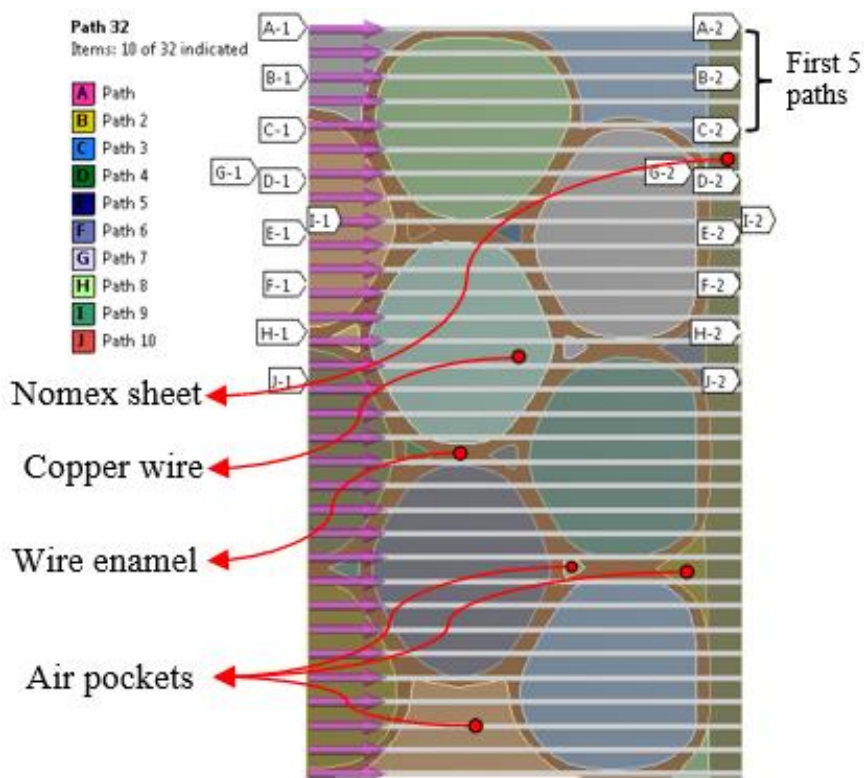 Path 32
Items: 10 of 32 indicated
A Path
B Path 2
C Path 3
D Path 4
Path 5
F Path 6
G Path 7
H Path 8
I Path 9
J Path 10
A-1
B-1
C-1
G-1
D-1
I-1
E-1
F-1
H-1
J-1
A-2
B-2
C-2
G-2
D-2
I-2
E-2
F-2
H-2
J-2
First 5
paths
Nomex sheet
Copper wire
Wire enamel
Air pockets